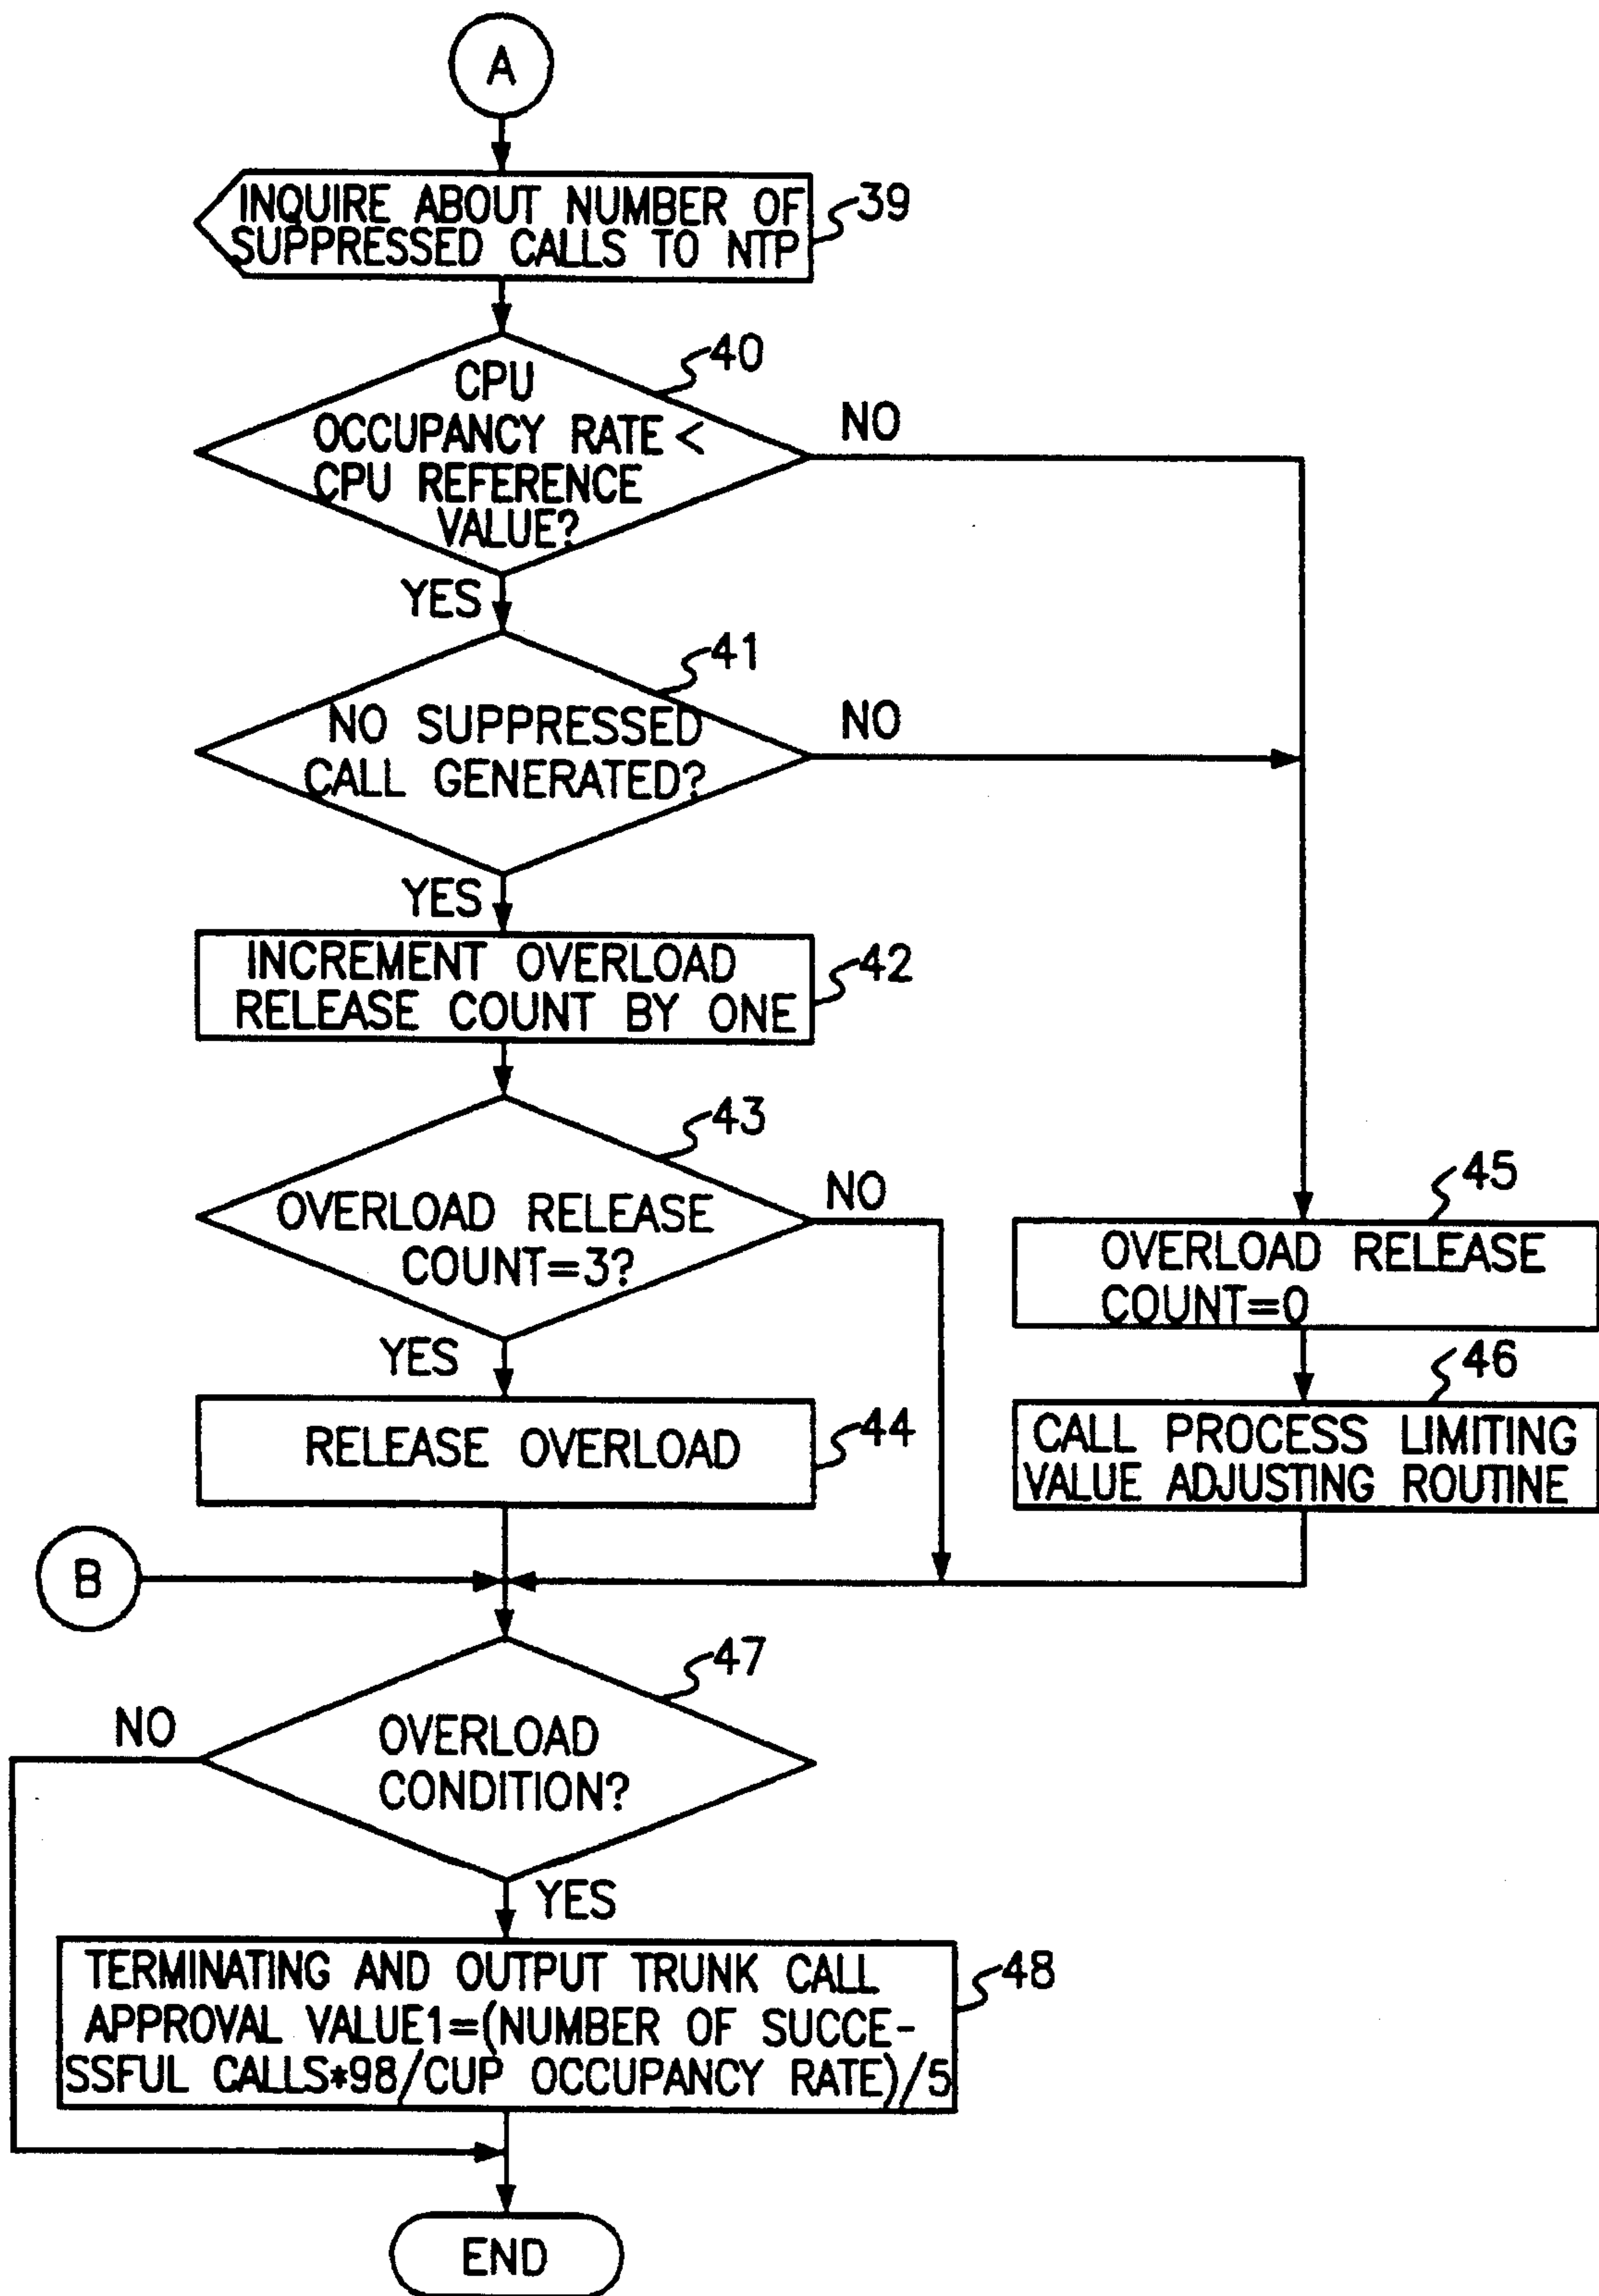 A
INQUIRE ABOUT NUMBER OF
SUPPRESSED CALLS TO NTP
39
CPU
OCCUPANCY RATE <
CPU REFERENCE
VALUE?
40
NO
YES
NO SUPPRESSED
CALL GENERATED?
41
NO
YES
INCREMENT OVERLOAD
RELEASE COUNT BY ONE
42
OVERLOAD RELEASE
COUNT=3?
43
NO
YES
OVERLOAD RELEASE
COUNT=0
45
CALL PROCESS LIMITING
VALUE ADJUSTING ROUTINE
46
RELEASE OVERLOAD
44
B
OVERLOAD
CONDITION?
47
NO
YES
TERMINATING AND OUTPUT TRUNK CALL
APPROVAL VALUE1=(NUMBER OF SUCCE-
SSFUL CALLS*98/CUP OCCUPANCY RATE)/5
48
END